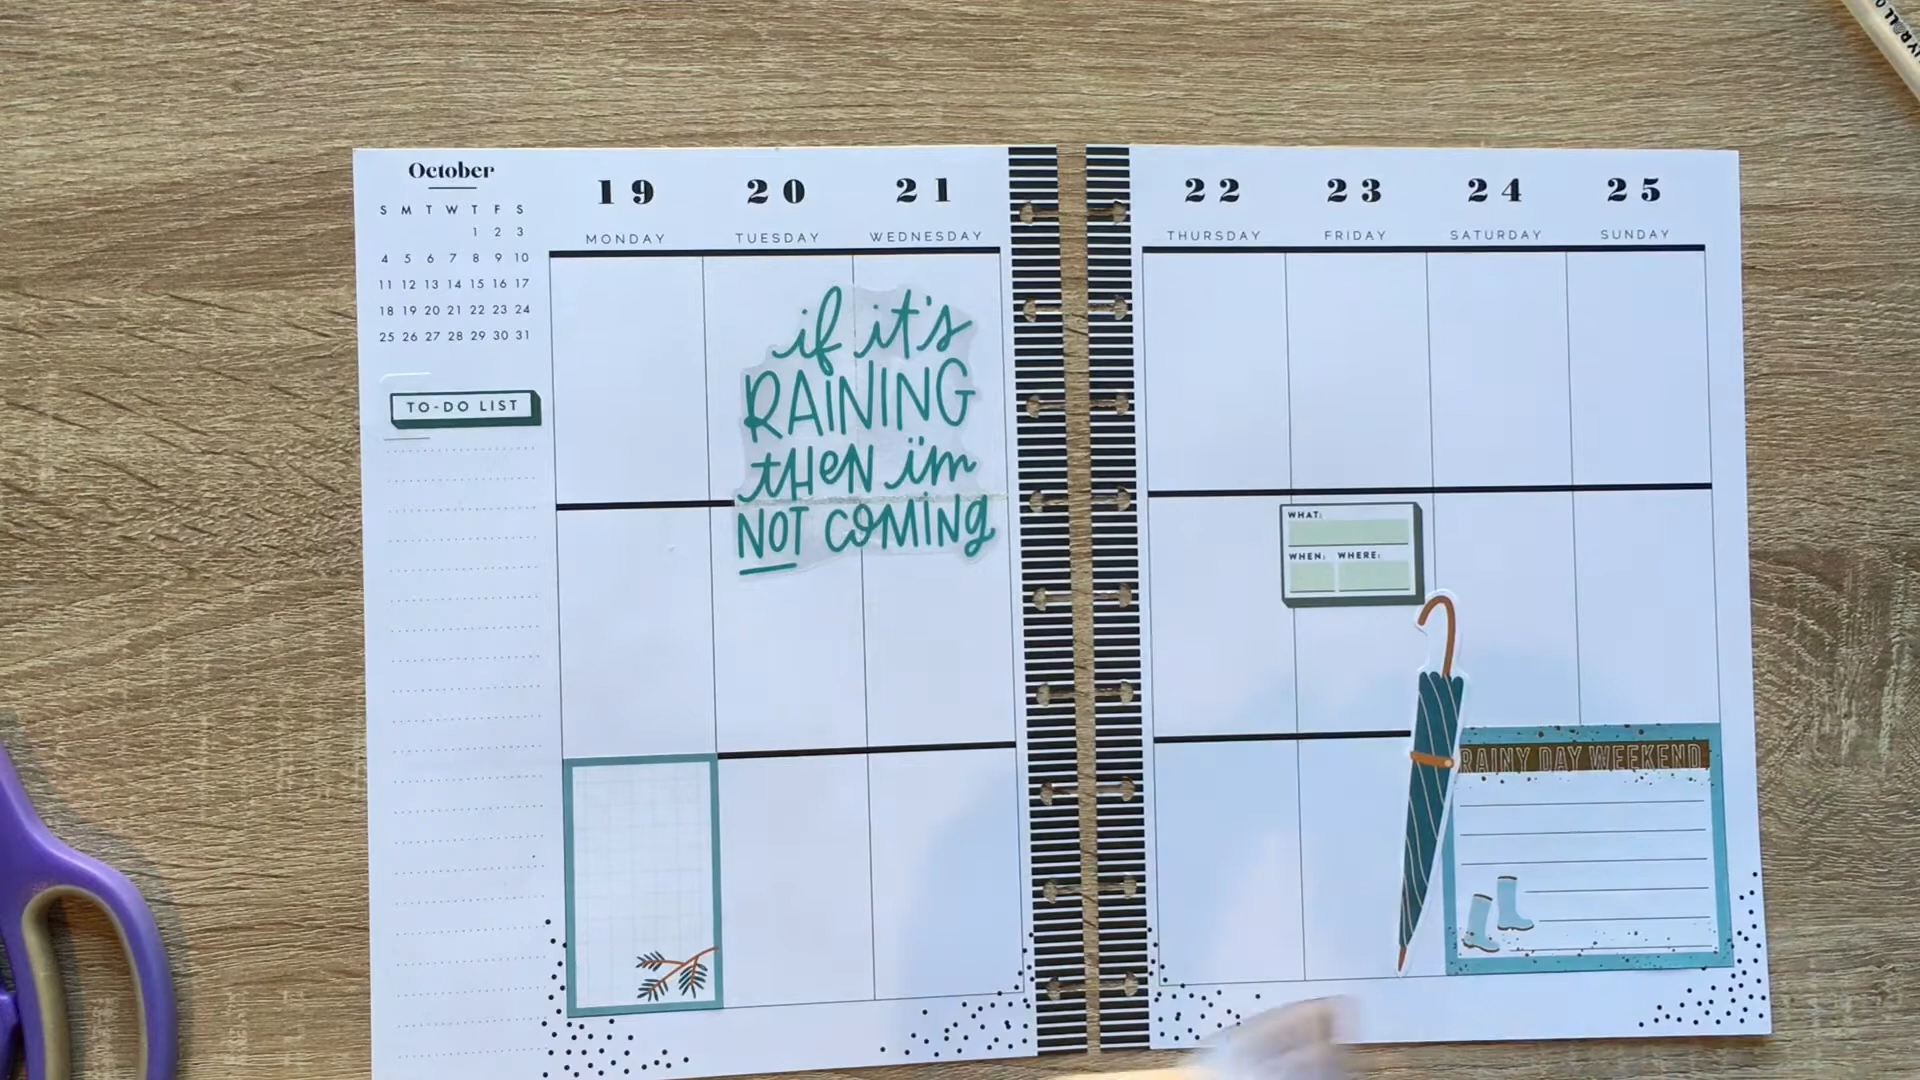 October
S M T W T F S
1 2 3
4 5 6 7 8 9 10
11 12 13 14 15 16 17
18 19 20 21 22 23 24
25 26 27 28 29 30 31
TO-DO LIST
19 20 21
MONDAY TUESDAY WEDNESDAY
if it's
RAINING
tHeN i'm
NOT COMING
22 23 24 25
THURSDAY FRIDAY SATURDAY SUNDAY
WHAT:
WHEN: WHERE:
RAINY DAY WEEKEND